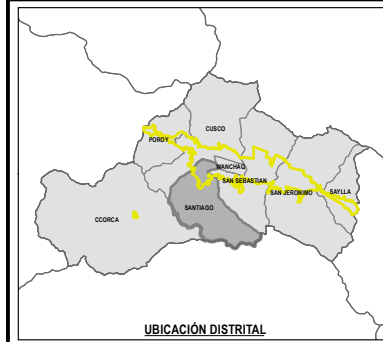 CUSCO
POROY
WANCHAQ
SAN SEBASTIAN
SAN JERONIMO
SAYLLA
SANTIAGO
CCORCA
UBICACIÓN DISTRITAL